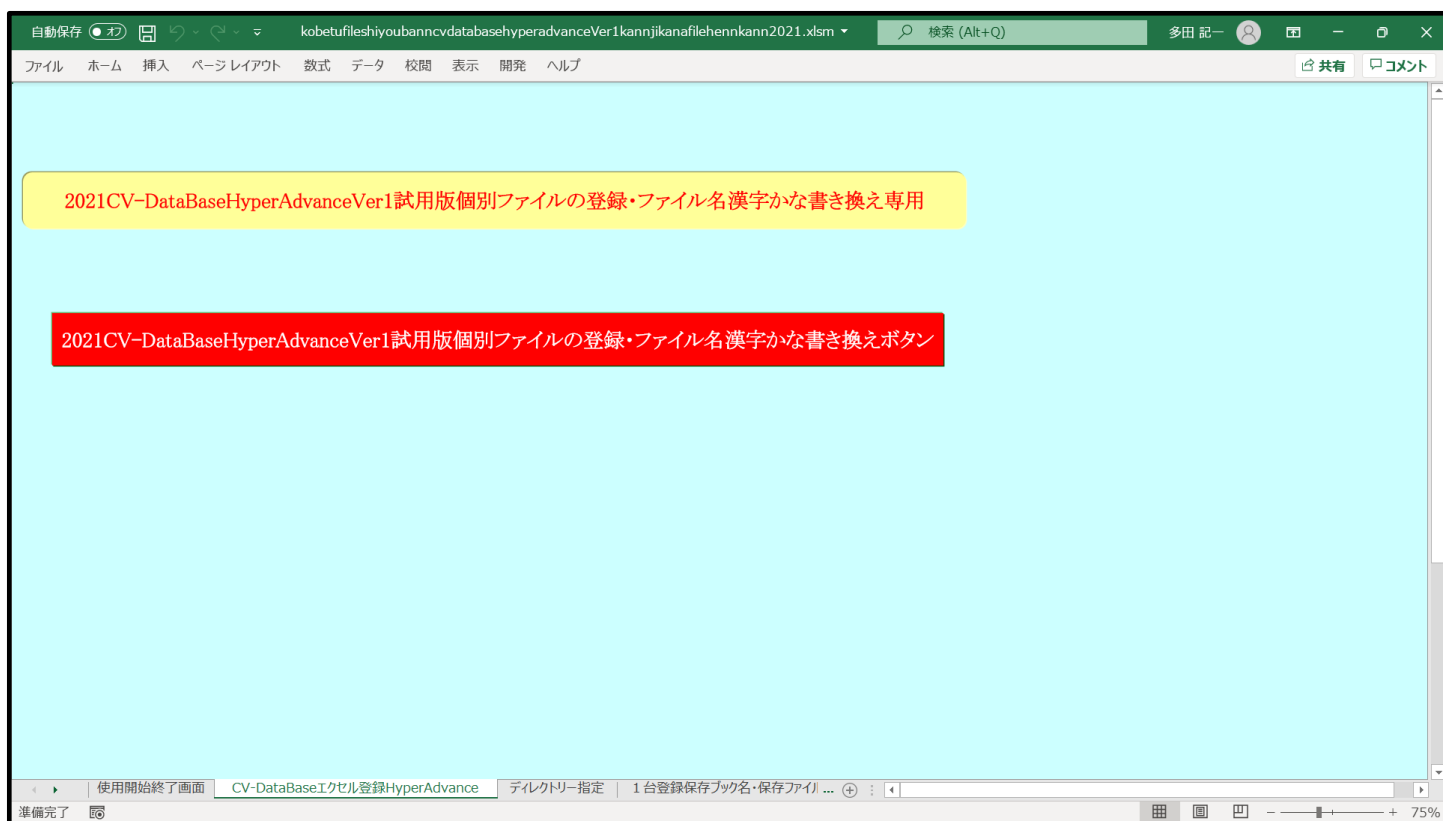 自動保存 オフ kobetufileshiyoubanncvdatabasehyperadvanceVer1kannjikanafilehennkann2021.xlsm 検索 (Alt+Q) 多田 記一
ファイル ホーム 挿入 ページ レイアウト 数式 データ 校閲 表示 開発 ヘルプ 共有 コメント
2021CV-DataBaseHyperAdvanceVer1試用版個別ファイルの登録・ファイル名漢字かな書き換え専用
2021CV-DataBaseHyperAdvanceVer1試用版個別ファイルの登録・ファイル名漢字かな書き換えボタン
使用開始終了画面 CV-DataBaseエクセル登録HyperAdvance ディレクトリー指定 1台登録保存ブック名・保存ファイル ...
準備完了 75%